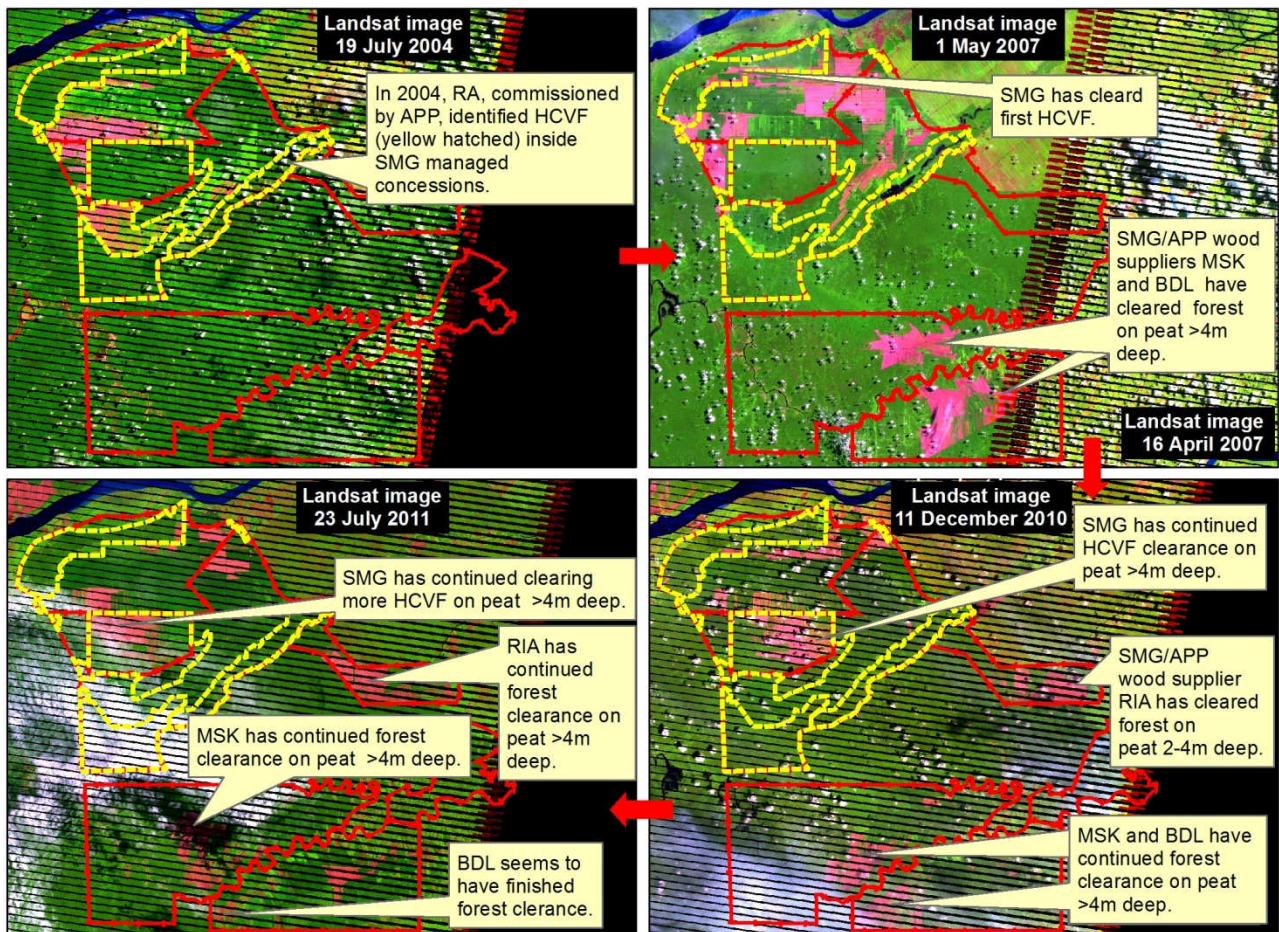 Landsat image
19 July 2004
In 2004, RA, commissioned
by APP, identified HCVF
(yellow hatched) inside
SMG managed
concessions.
Landsat image
1 May 2007
SMG has cleard
first HCVF.
SMG/APP wood
suppliers MSK
and BDL have
cleared forest
on peat >4m
deep.
Landsat image
16 April 2007
Landsat image
11 December 2010
SMG has continued
HCVF clearance on
peat >4m deep.
SMG/APP
wood supplier
RIA has cleared
forest on
peat 2-4m deep.
MSK and BDL have
continued forest
clearance on peat
>4m deep.
Landsat image
23 July 2011
SMG has continued clearing
more HCVF on peat >4m deep.
RIA has
continued
forest
clearance on
peat >4m
deep.
MSK has continued forest
clearance on peat >4m deep.
BDL seems to
have finished
forest clerance.